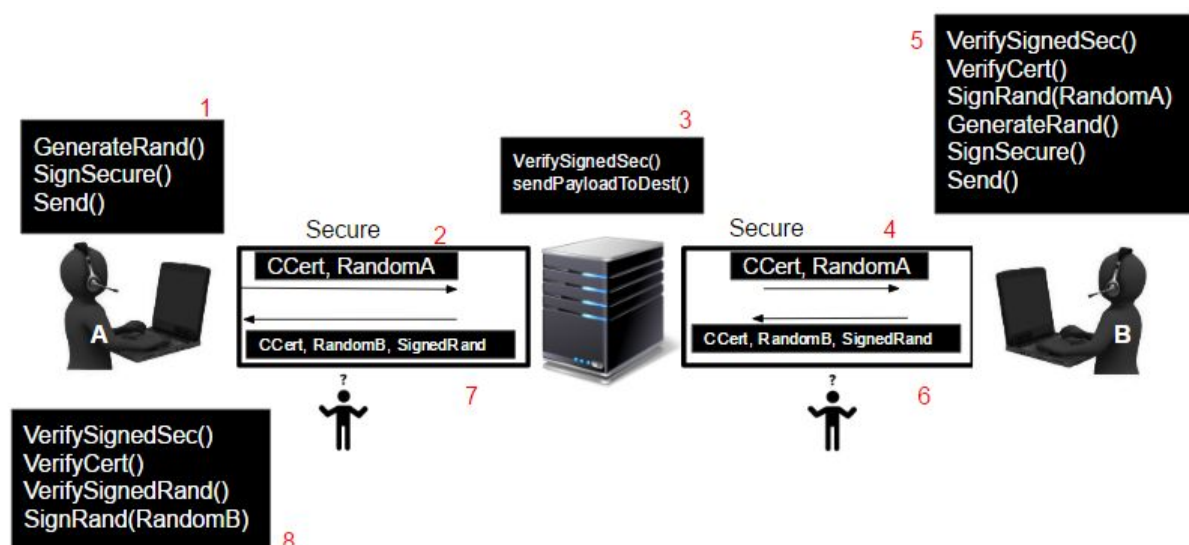 1
GenerateRand()
SignSecure()
Send()
Secure
2
CCert, RandomA
CCert, RandomB, SignedRand
7
?
A
3
VerifySignedSec()
sendPayloadToDest()
Secure
4
CCert, RandomA
CCert, RandomB, SignedRand
6
?
5
VerifySignedSec()
VerifyCert()
SignRand(RandomA)
GenerateRand()
SignSecure()
Send()
B
VerifySignedSec()
VerifyCert()
VerifySignedRand()
SignRand(RandomB)
8